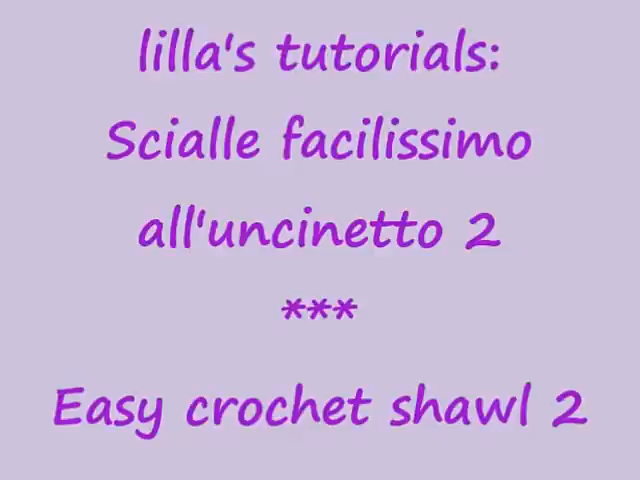 lilla's tutorials:
Scialle facilissimo
all'uncinetto 2
***
Easy crochet shawl 2